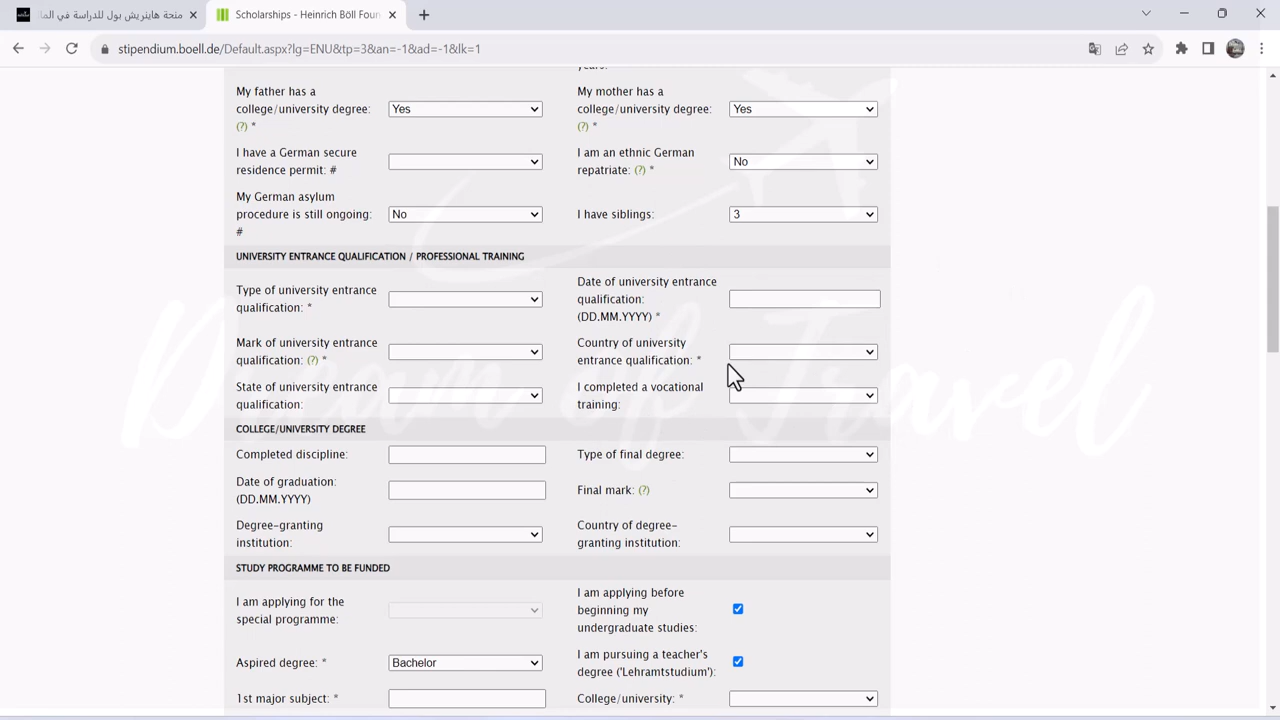 منحة هاينريش بول للدراسة في الما
Scholarships - Heinrich Böll Foun
stipendium.boell.de/Default.aspx?lg=ENU&tp=3&an=-1&ad=-1&lk=1
years.
My father has a college/university degree: (?) *
Yes
My mother has a college/university degree: (?) *
Yes
I have a German secure residence permit: #
I am an ethnic German repatriate: (?) *
No
My German asylum procedure is still ongoing: #
No
I have siblings:
3
UNIVERSITY ENTRANCE QUALIFICATION / PROFESSIONAL TRAINING
Type of university entrance qualification: *
Date of university entrance qualification: (DD.MM.YYYY) *
Mark of university entrance qualification: (?) *
Country of university entrance qualification: *
State of university entrance qualification:
I completed a vocational training:
COLLEGE/UNIVERSITY DEGREE
Completed discipline:
Type of final degree:
Date of graduation: (DD.MM.YYYY)
Final mark: (?)
Degree-granting institution:
Country of degree-granting institution:
STUDY PROGRAMME TO BE FUNDED
I am applying for the special programme:
I am applying before beginning my undergraduate studies:
Aspired degree: *
Bachelor
I am pursuing a teacher's degree ('Lehramtstudium'):
1st major subject: *
College/university: *
Dream of Travel